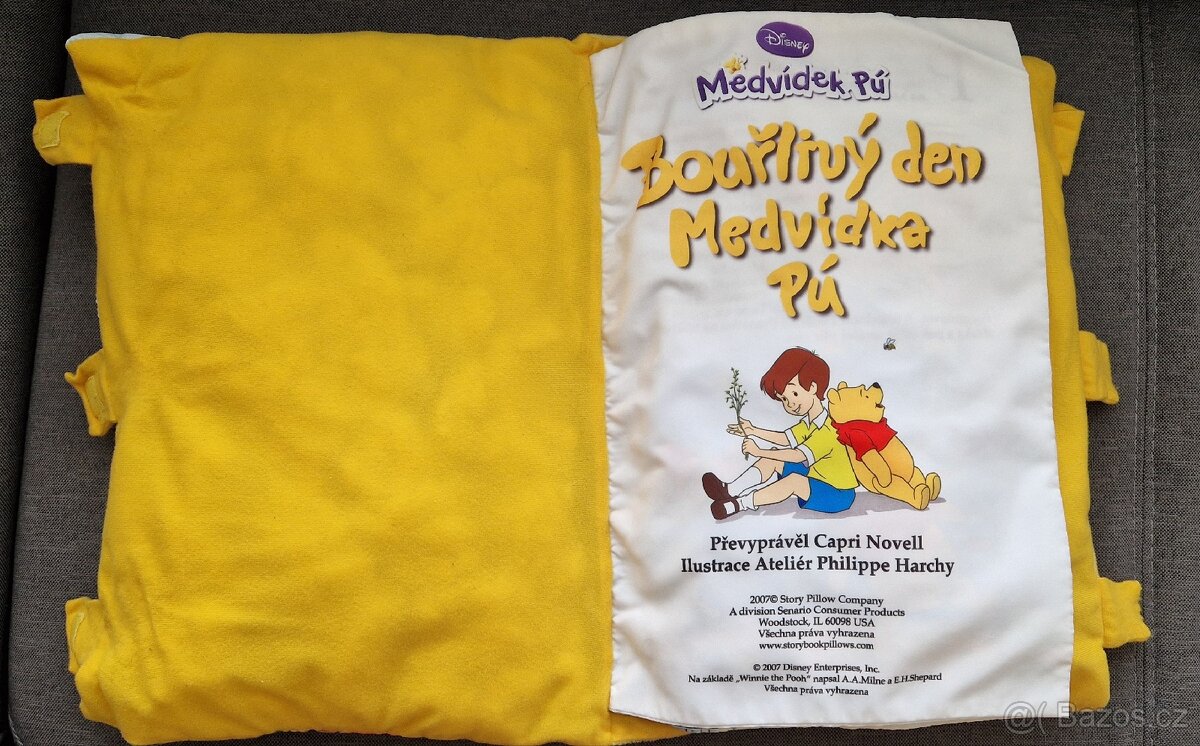 Disney
Medvídek Pú
Bouřlivý den
Medvídka
Pú
Převyprávěl Capri Novell
Ilustrace Ateliér Philippe Harchy
2007© Story Pillow Company
A division Senario Consumer Products
Woodstock, IL 60098 USA
Všechna práva vyhrazena
www.storybookpillows.com
© 2007 Disney Enterprises, Inc.
Na základě „Winnie the Pooh" napsal A.A.Milne a E.H.Shepard
Všechna práva vyhrazena
@( Bazos.cz